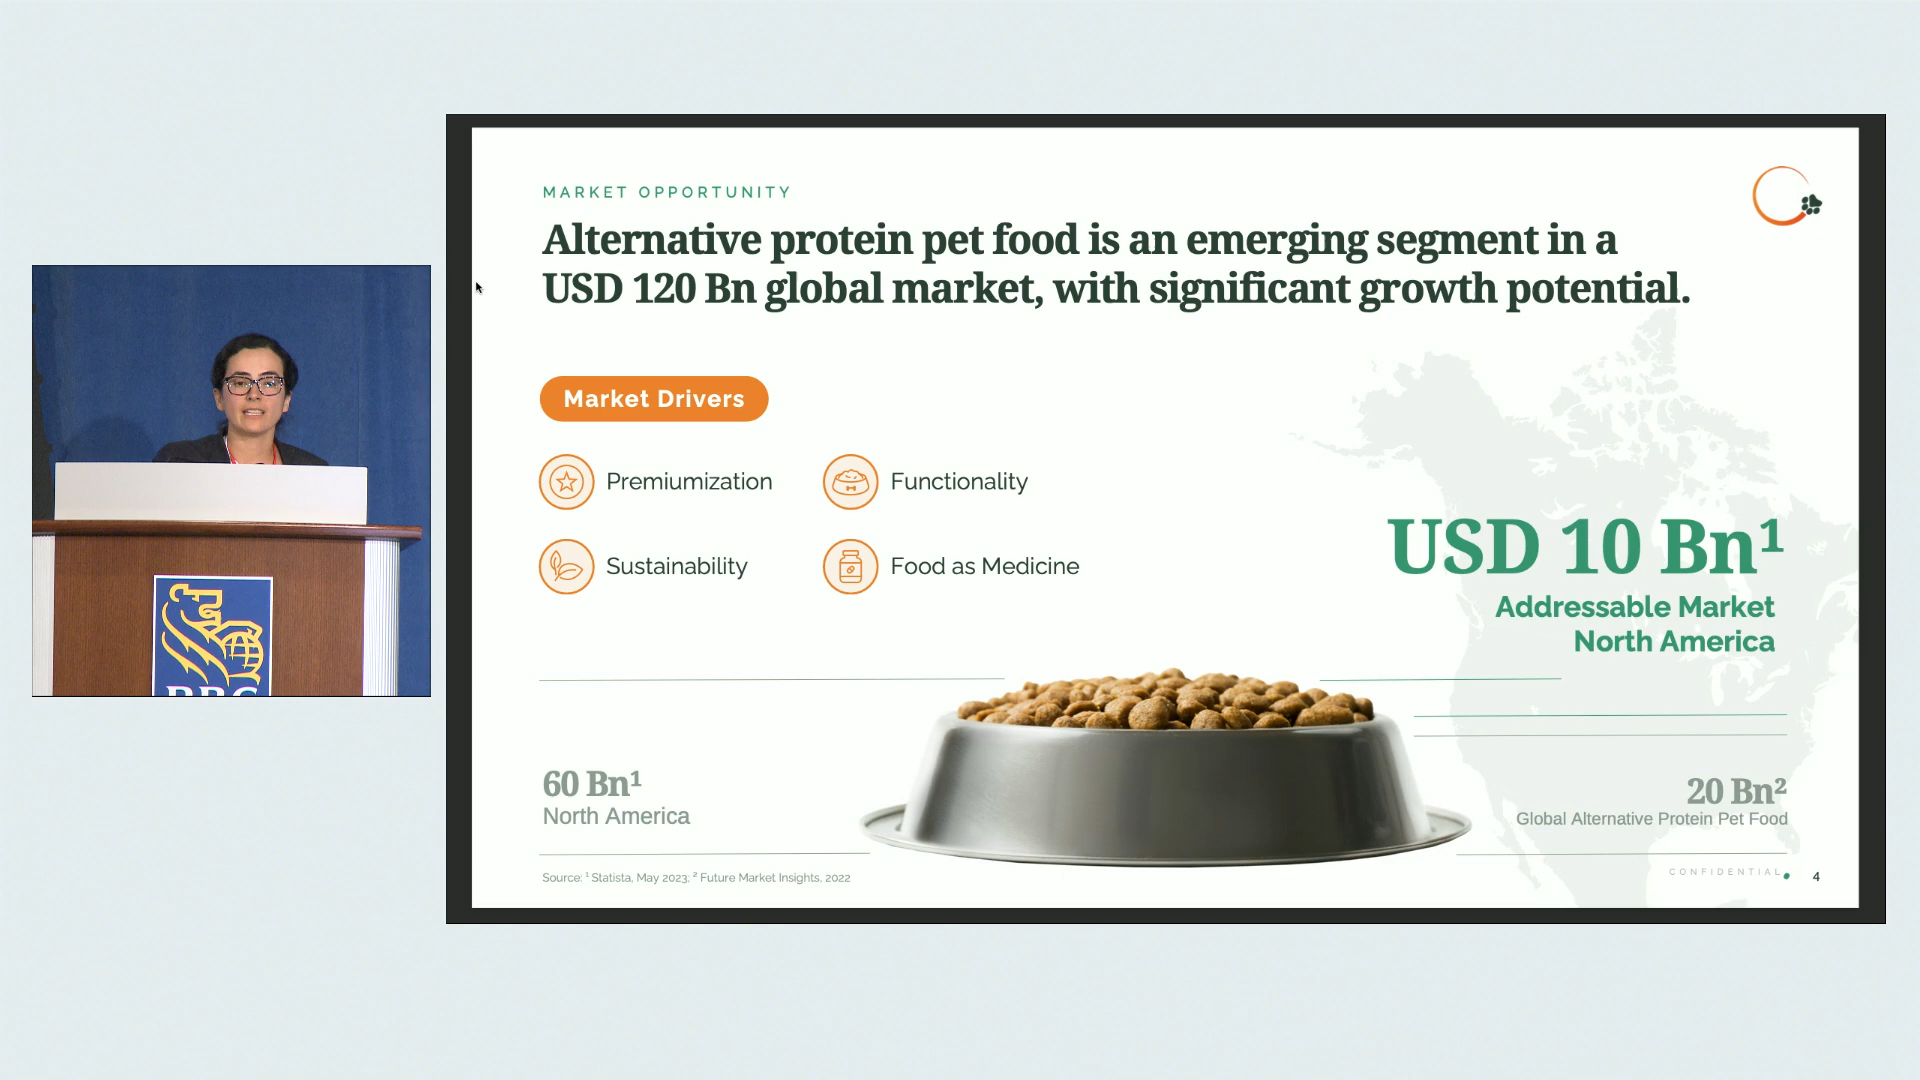 MARKET OPPORTUNITY
Alternative protein pet food is an emerging segment in a
USD 120 Bn global market, with significant growth potential.
Market Drivers
Premiumization
Functionality
Sustainability
Food as Medicine
USD 10 Bn¹
Addressable Market
North America
60 Bn¹
North America
20 Bn²
Global Alternative Protein Pet Food
Source: ¹ Statista, May 2023; ² Future Market Insights, 2022
CONFIDENTIAL
4
RBC